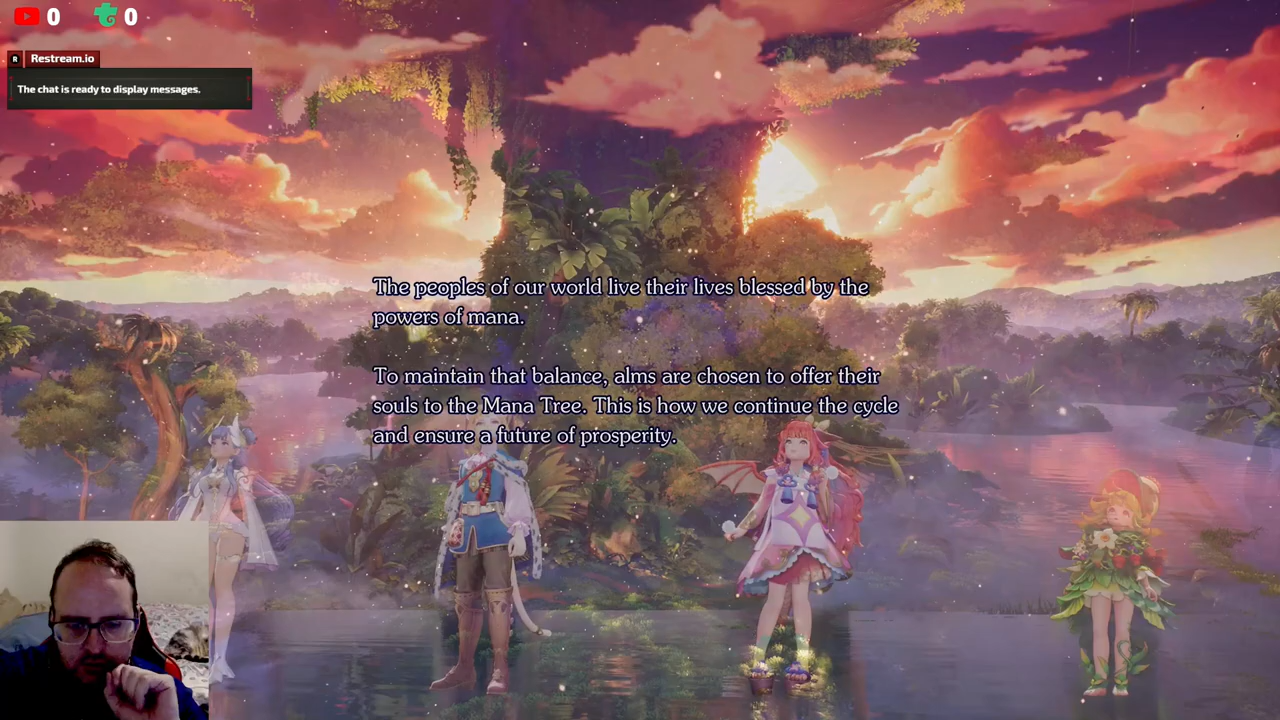 0 0
Restream.io
The chat is ready to display messages.
The peoples of our world live their lives blessed by the
powers of mana.
To maintain that balance, alms are chosen to offer their
souls to the Mana Tree. This is how we continue the cycle
and ensure a future of prosperity.